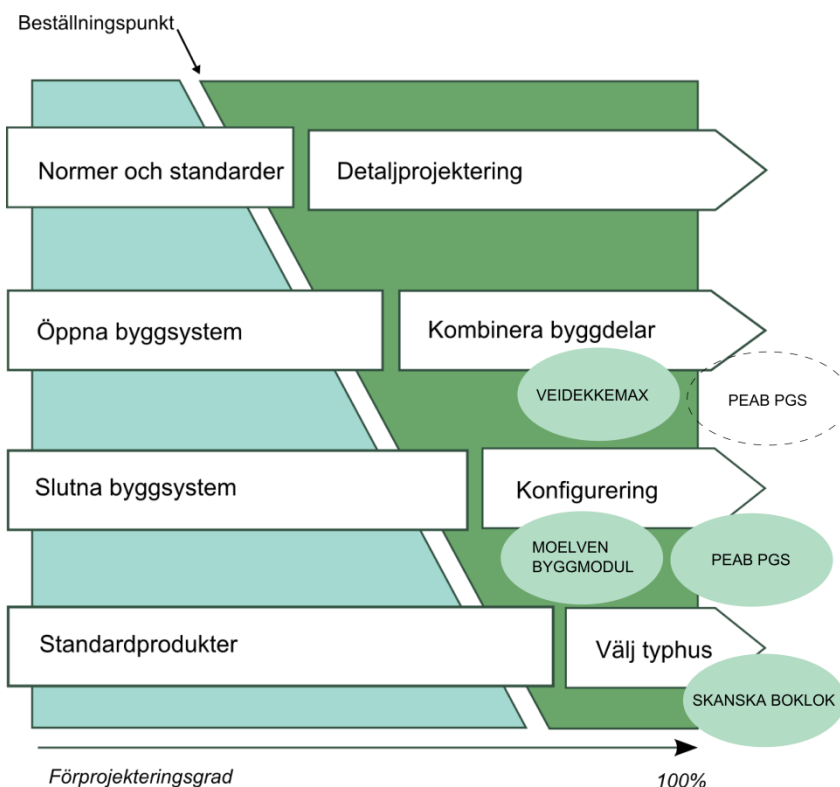 Beställningspunkt
Normer och standarder
Detaljprojektering
Öppna byggsystem
Kombinera byggdelar
VEIDEKKEMAX
PEAB PGS
Slutna byggsystem
Konfigurering
MOELVEN
BYGGMODUL
PEAB PGS
Standardprodukter
Välj typhus
SKANSKA BOKLOK
Förprojekteringsgrad
100%